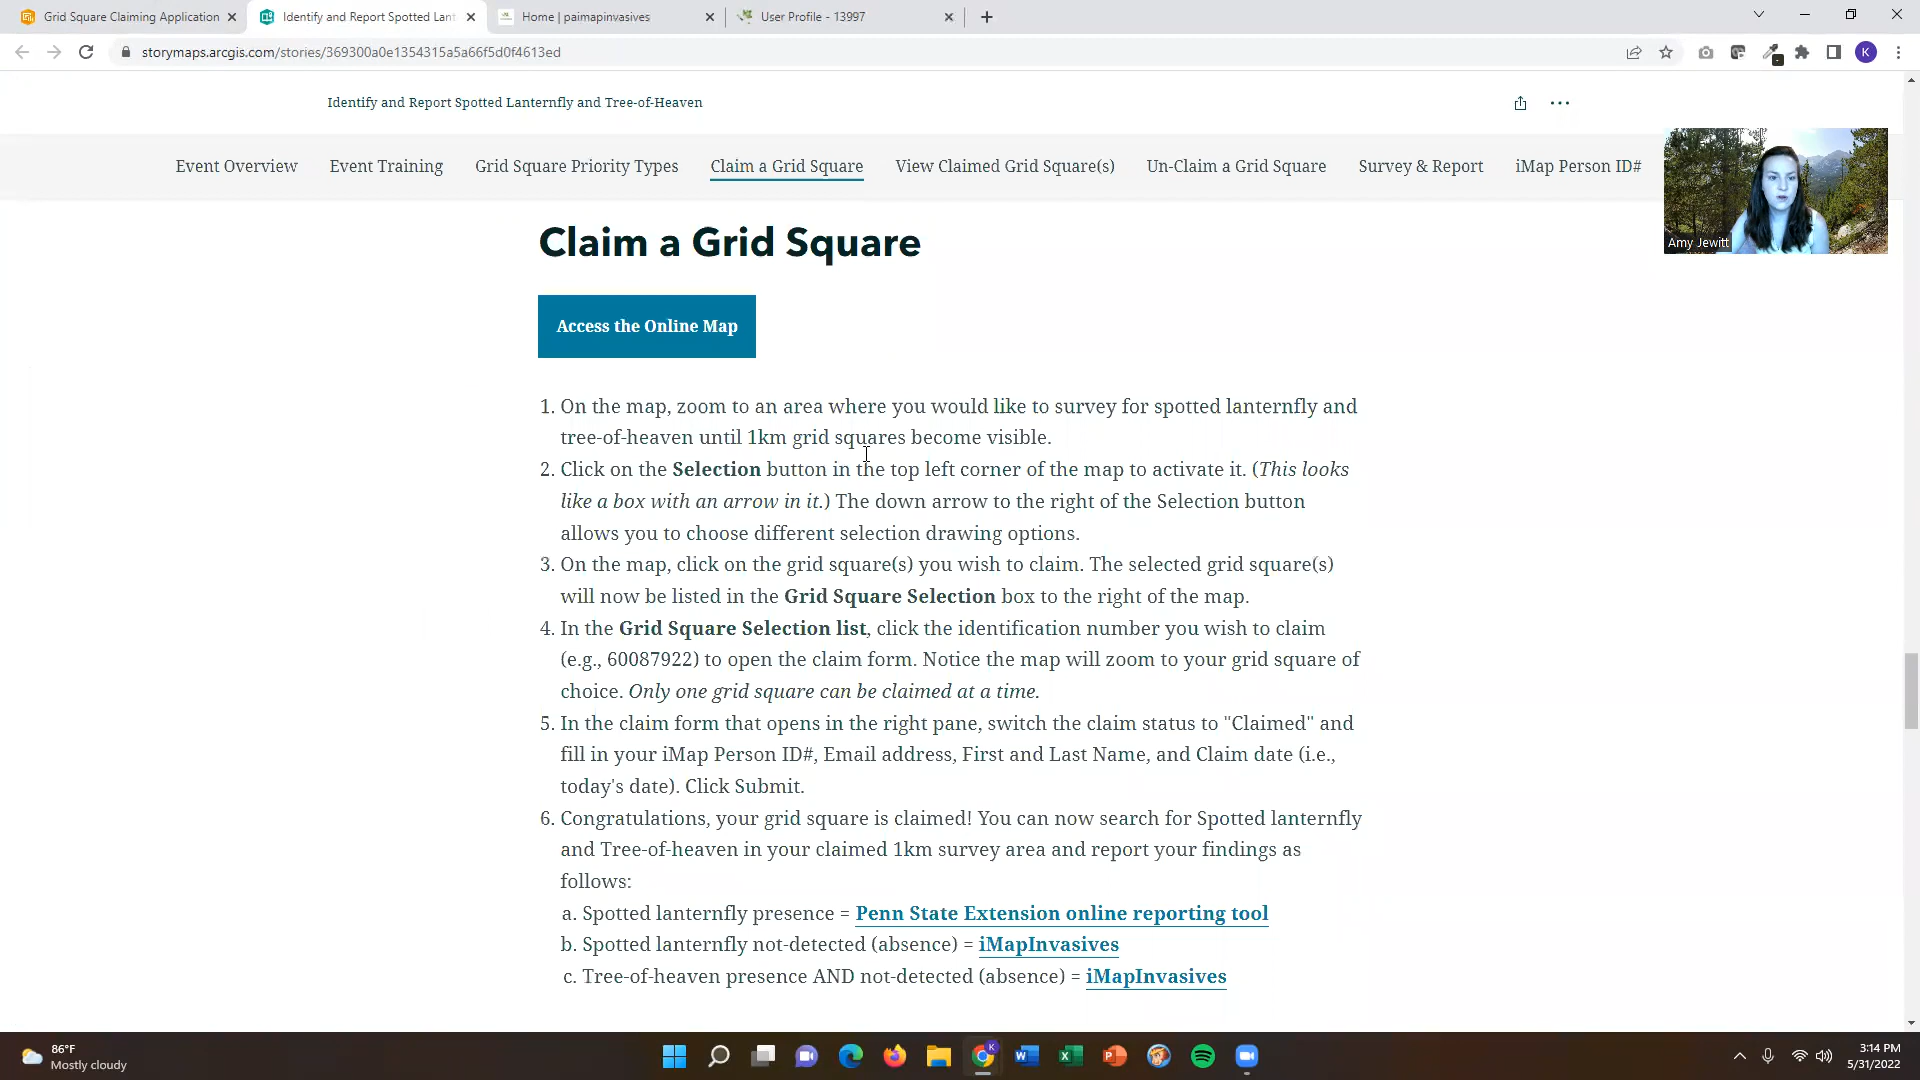 Grid Square Claiming Application
Identify and Report Spotted Lant
Home | paimapinvasives
User Profile - 13997
storymaps.arcgis.com/stories/369300a0e1354315a5a66f5d0f4613ed
K
Identify and Report Spotted Lanternfly and Tree-of-Heaven
Event Overview
Event Training
Grid Square Priority Types
Claim a Grid Square
View Claimed Grid Square(s)
Un-Claim a Grid Square
Survey & Report
iMap Person ID#
Amy Jewitt
Claim a Grid Square
Access the Online Map
1. On the map, zoom to an area where you would like to survey for spotted lanternfly and
tree-of-heaven until 1km grid squares become visible.
2. Click on the Selection button in the top left corner of the map to activate it. (This looks
like a box with an arrow in it.) The down arrow to the right of the Selection button
allows you to choose different selection drawing options.
3. On the map, click on the grid square(s) you wish to claim. The selected grid square(s)
will now be listed in the Grid Square Selection box to the right of the map.
4. In the Grid Square Selection list, click the identification number you wish to claim
(e.g., 60087922) to open the claim form. Notice the map will zoom to your grid square of
choice. Only one grid square can be claimed at a time.
5. In the claim form that opens in the right pane, switch the claim status to "Claimed" and
fill in your iMap Person ID#, Email address, First and Last Name, and Claim date (i.e.,
today's date). Click Submit.
6. Congratulations, your grid square is claimed! You can now search for Spotted lanternfly
and Tree-of-heaven in your claimed 1km survey area and report your findings as
follows:
a. Spotted lanternfly presence = Penn State Extension online reporting tool
b. Spotted lanternfly not-detected (absence) = iMapInvasives
c. Tree-of-heaven presence AND not-detected (absence) = iMapInvasives
86°F
Mostly cloudy
3:14 PM
5/31/2022